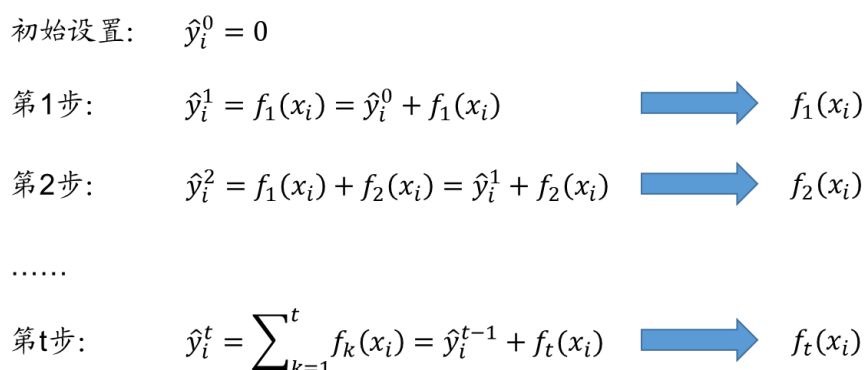 初始设置: ŷᵢ⁰ = 0
第1步: ŷᵢ¹ = f₁(xᵢ) = ŷᵢ⁰ + f₁(xᵢ) f₁(xᵢ)
第2步: ŷᵢ² = f₁(xᵢ) + f₂(xᵢ) = ŷᵢ¹ + f₂(xᵢ) f₂(xᵢ)
......
第t步: ŷᵢᵗ = ∑ₖ₌₁ᵗ fₖ(xᵢ) = ŷᵢᵗ⁻¹ + fₜ(xᵢ) fₜ(xᵢ)